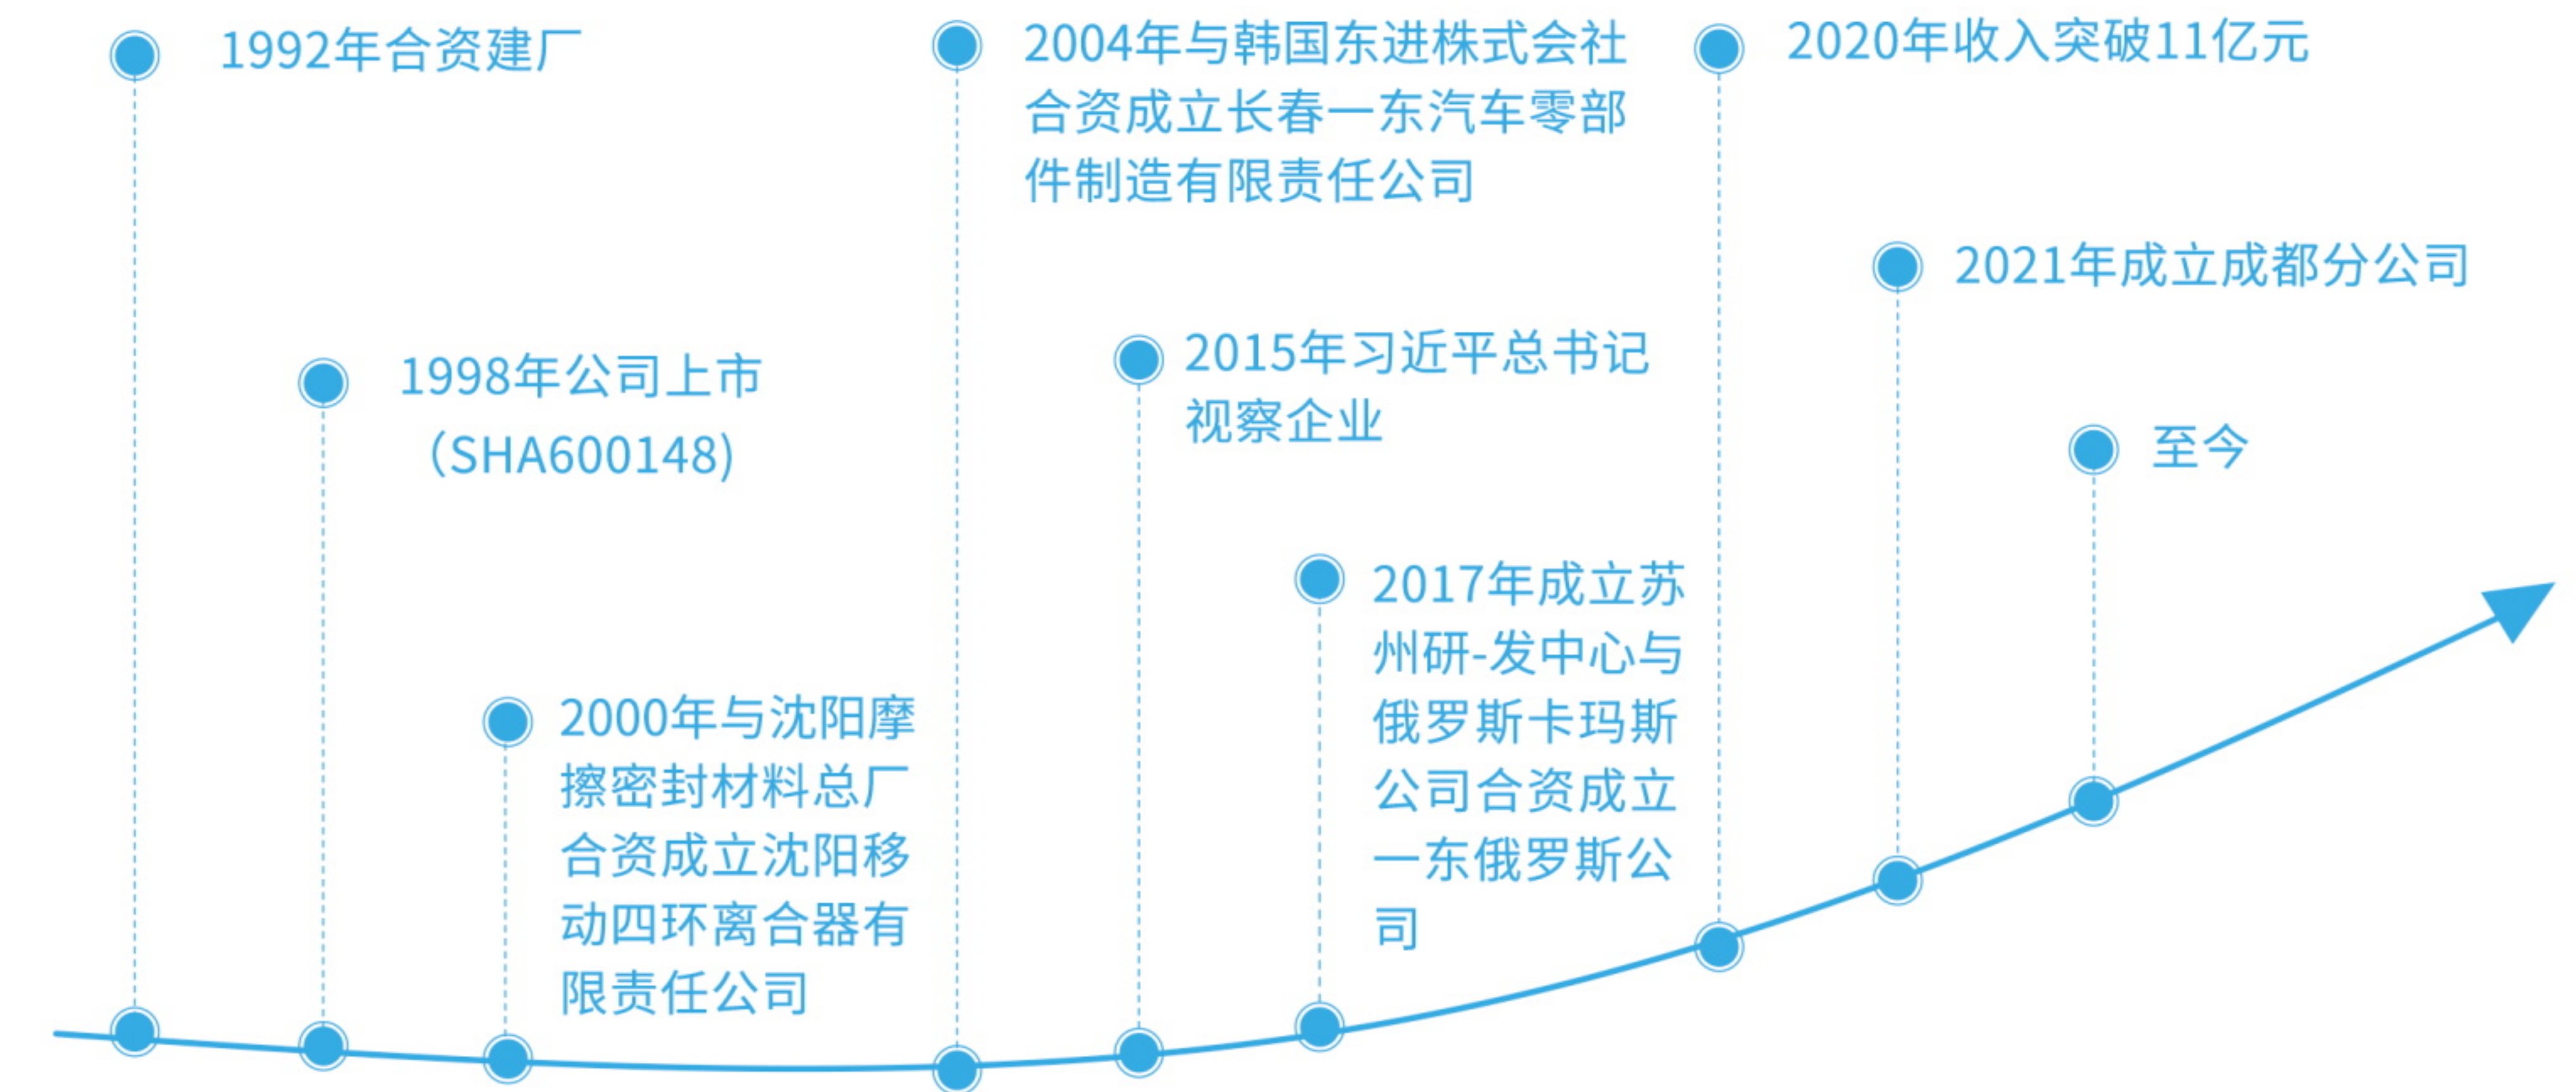 1992年合资建厂
1998年公司上市
（SHA600148)
2000年与沈阳摩
擦密封材料总厂
合资成立沈阳移
动四环离合器有
限责任公司
2004年与韩国东进株式会社
合资成立长春一东汽车零部
件制造有限责任公司
2015年习近平总书记
视察企业
2017年成立苏
州研-发中心与
俄罗斯卡玛斯
公司合资成立
一东俄罗斯公
司
2020年收入突破11亿元
2021年成立成都分公司
至今